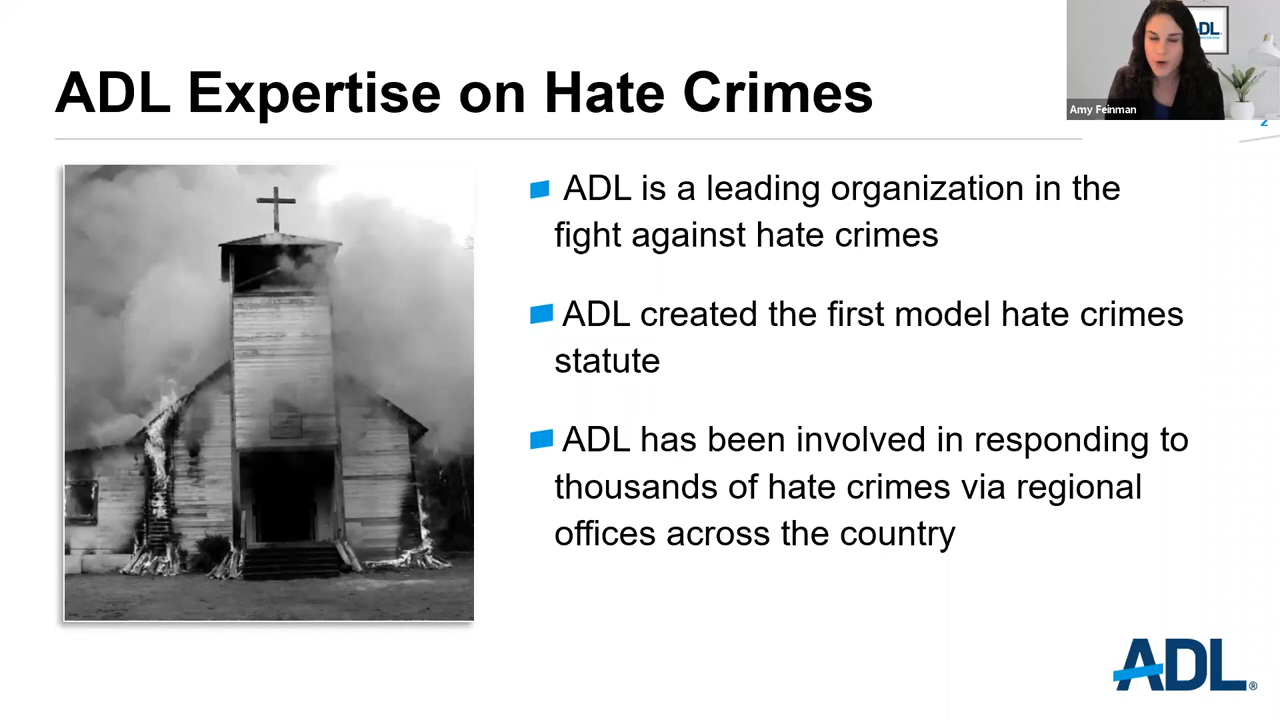 ADL Expertise on Hate Crimes
ADL
Amy Feinman
2
ADL is a leading organization in the
fight against hate crimes
ADL created the first model hate crimes
statute
ADL has been involved in responding to
thousands of hate crimes via regional
offices across the country
ADL®